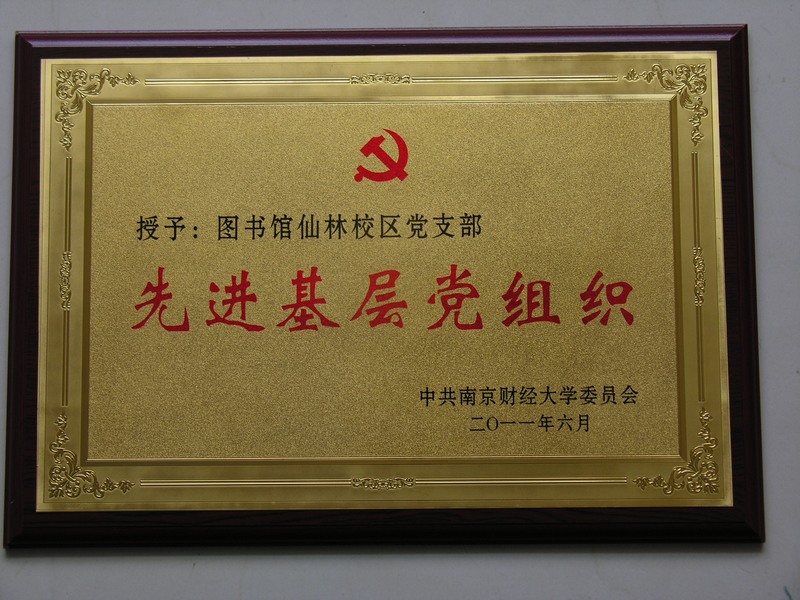 授予：图书馆仙林校区党支部
先进基层党组织
中共南京财经大学委员会
二〇一一年六月